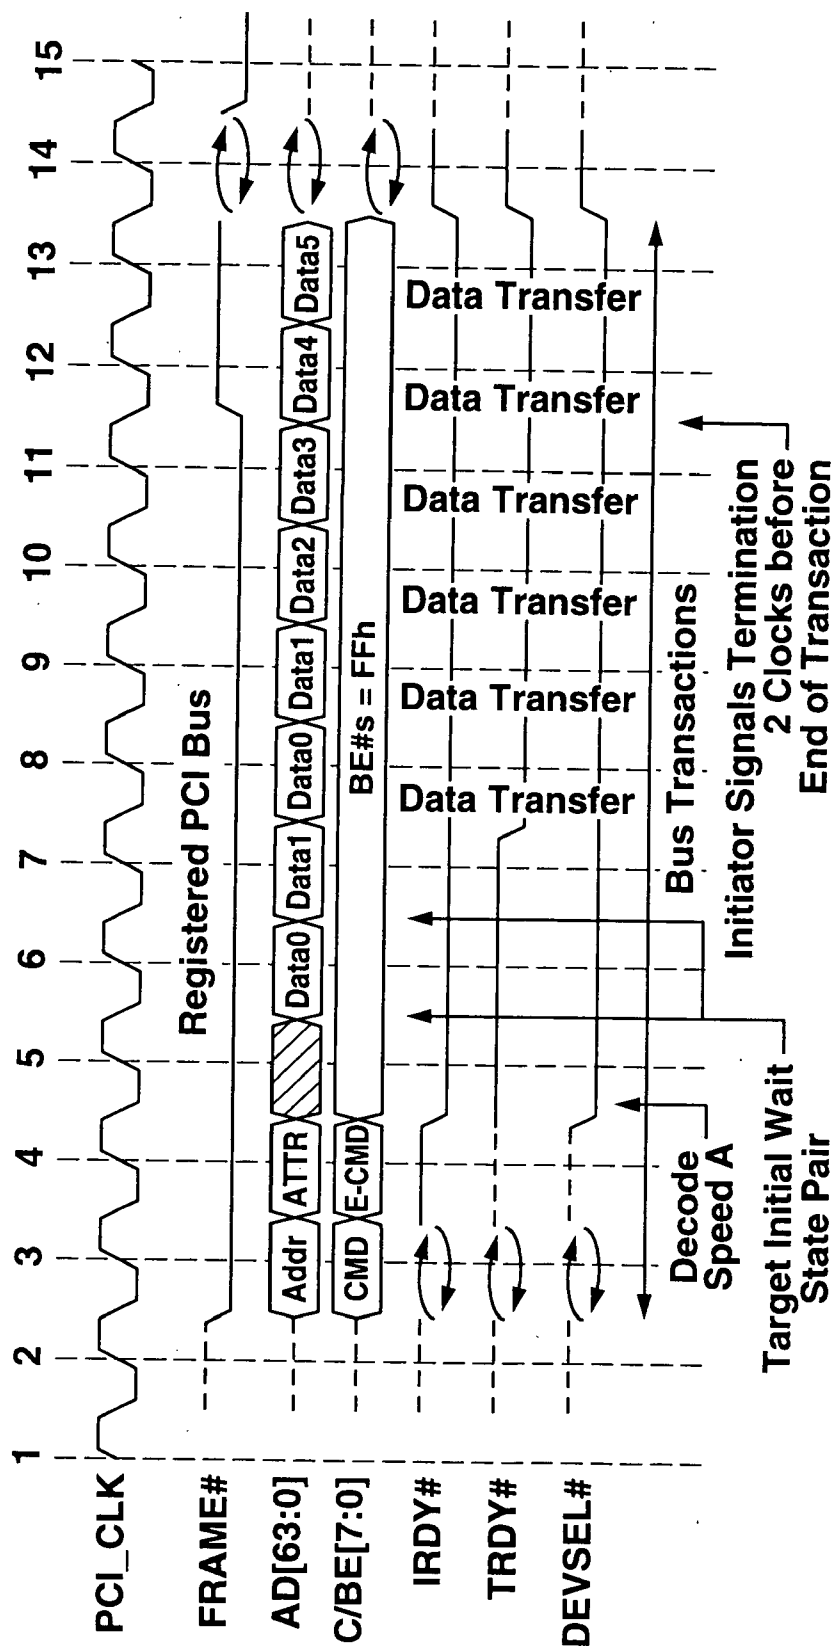 1 2 3 4 5 6 7 8 9 10 11 12 13 14 15
PCI_CLK
Registered PCI Bus
FRAME#
AD[63:0] Addr ATTR Data0 Data1 Data0 Data1 Data2 Data3 Data4 Data5
C/BE[7:0] CMD E-CMD BE#s = FFh
IRDY#
Data Transfer Data Transfer Data Transfer Data Transfer Data Transfer Data Transfer
TRDY#
DEVSEL#
Bus Transactions
Decode
Speed A
Target Initial Wait
State Pair
Initiator Signals Termination
2 Clocks before
End of Transaction